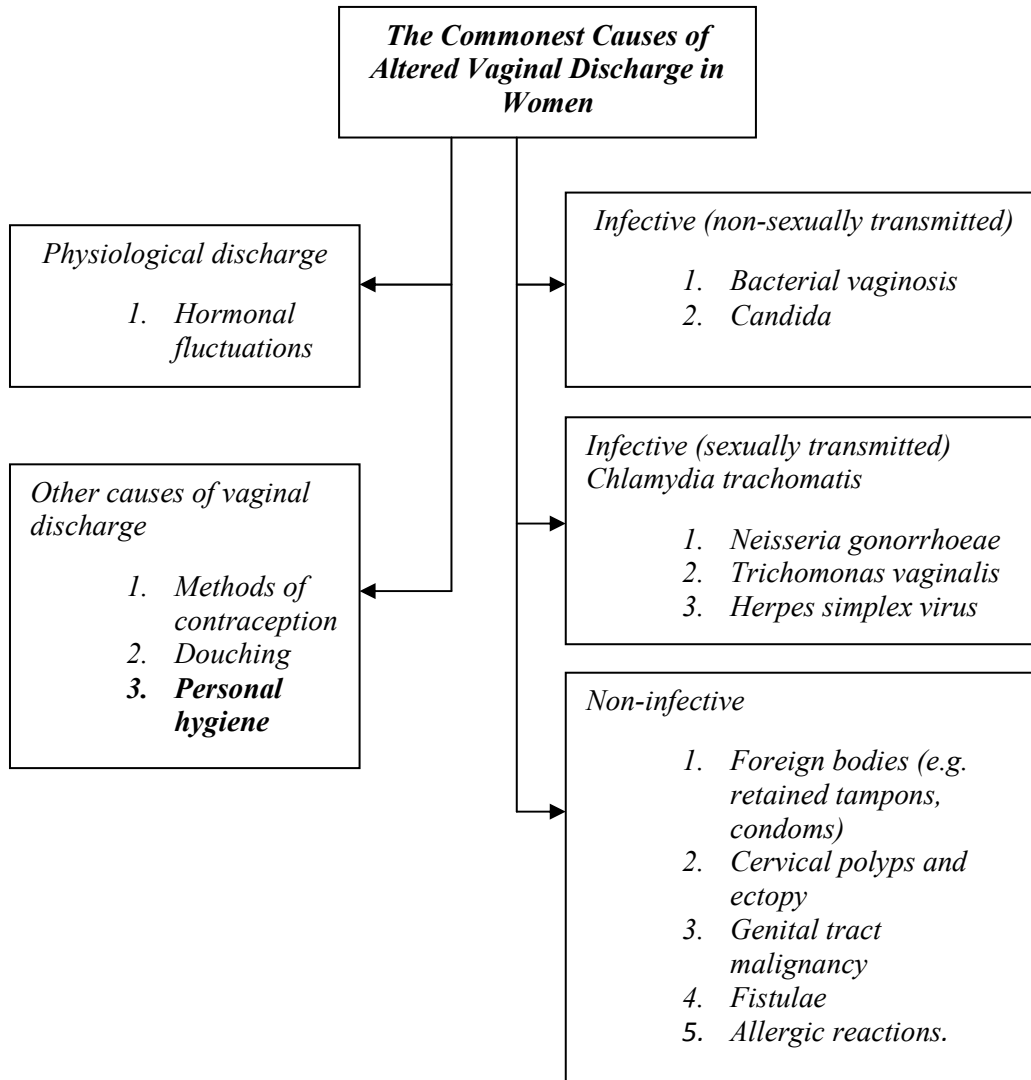 The Commonest Causes of
Altered Vaginal Discharge in
Women
Physiological discharge
1. Hormonal
fluctuations
Other causes of vaginal
discharge
1. Methods of
contraception
2. Douching
3. Personal
hygiene
Infective (non-sexually transmitted)
1. Bacterial vaginosis
2. Candida
Infective (sexually transmitted)
Chlamydia trachomatis
1. Neisseria gonorrhoeae
2. Trichomonas vaginalis
3. Herpes simplex virus
Non-infective
1. Foreign bodies (e.g.
retained tampons,
condoms)
2. Cervical polyps and
ectopy
3. Genital tract
malignancy
4. Fistulae
5. Allergic reactions.